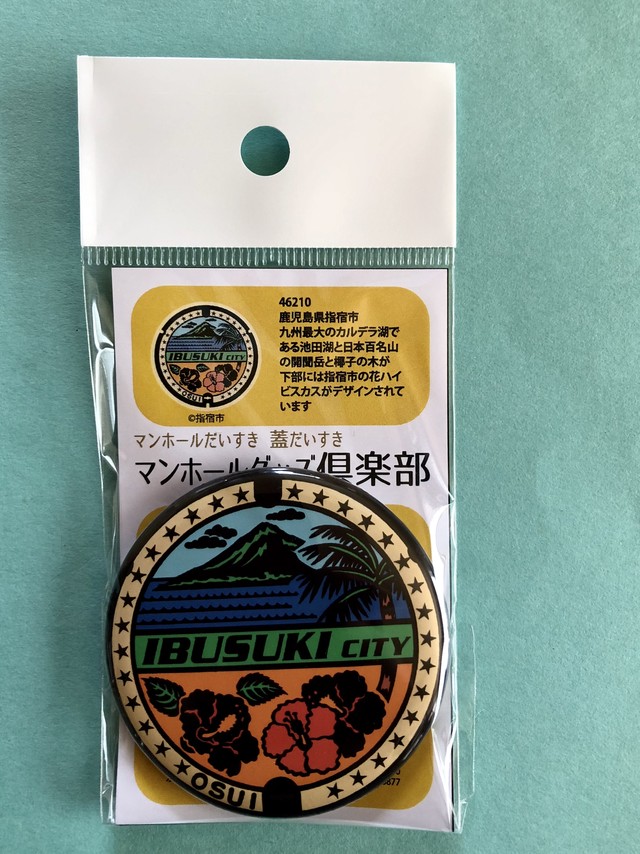 46210
鹿児島県指宿市
九州最大のカルデラ湖で
ある池田湖と日本百名山
の開聞岳と椰子の木が
下部には指宿市の花ハイ
ビスカスがデザインされて
います
IBUSUKI CITY
OSUI
©指宿市
マンホールだいすき 蓋だいすき
マンホールグッズ倶楽部
IBUSUKI CITY
OSUI